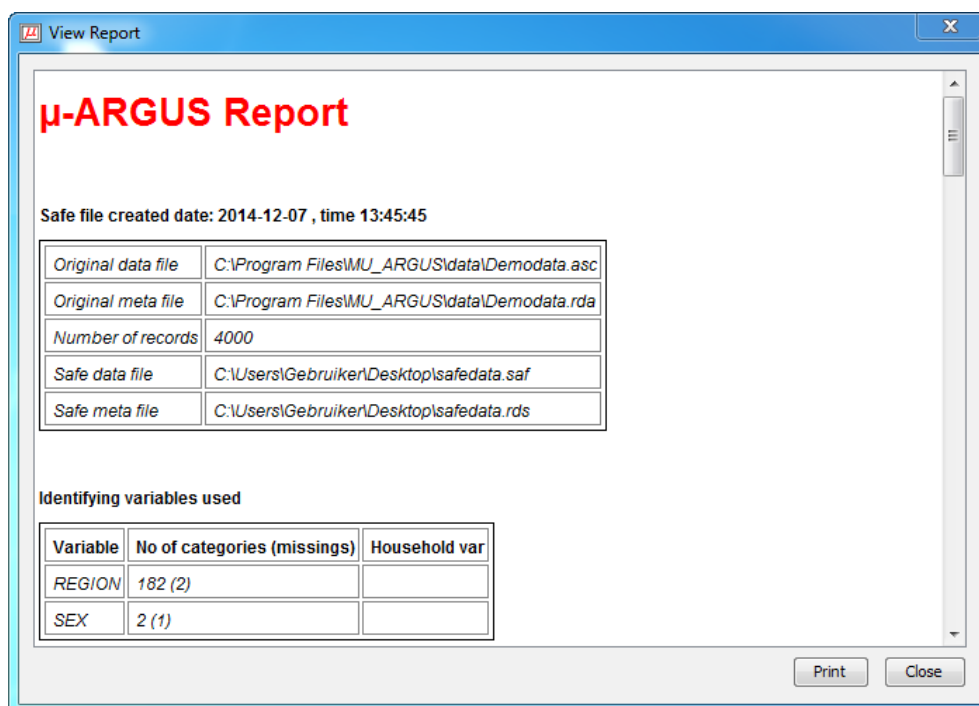 µ View Report
µ-ARGUS Report
Safe file created date: 2014-12-07 , time 13:45:45
Original data file C:\Program Files\MU_ARGUS\data\Demodata.asc
Original meta file C:\Program Files\MU_ARGUS\data\Demodata.rda
Number of records 4000
Safe data file C:\Users\Gebruiker\Desktop\safedata.saf
Safe meta file C:\Users\Gebruiker\Desktop\safedata.rds
Identifying variables used
Variable No of categories (missings) Household var
REGION 182 (2)
SEX 2 (1)
Print Close